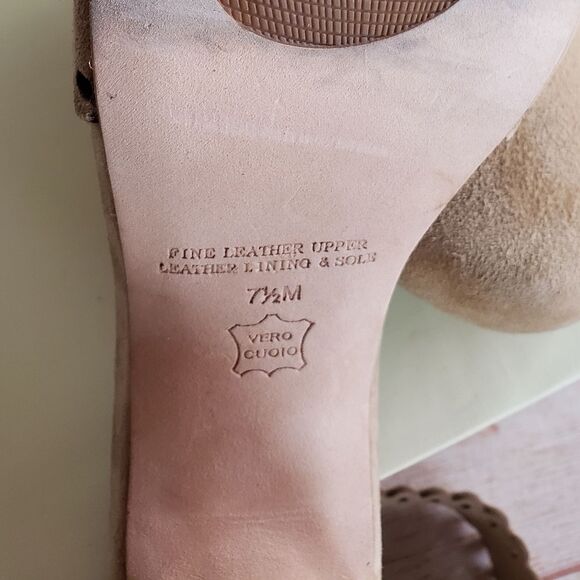 FINE LEATHER UPPER
LEATHER LINING & SOLE
7½M
VERO
CUOIO